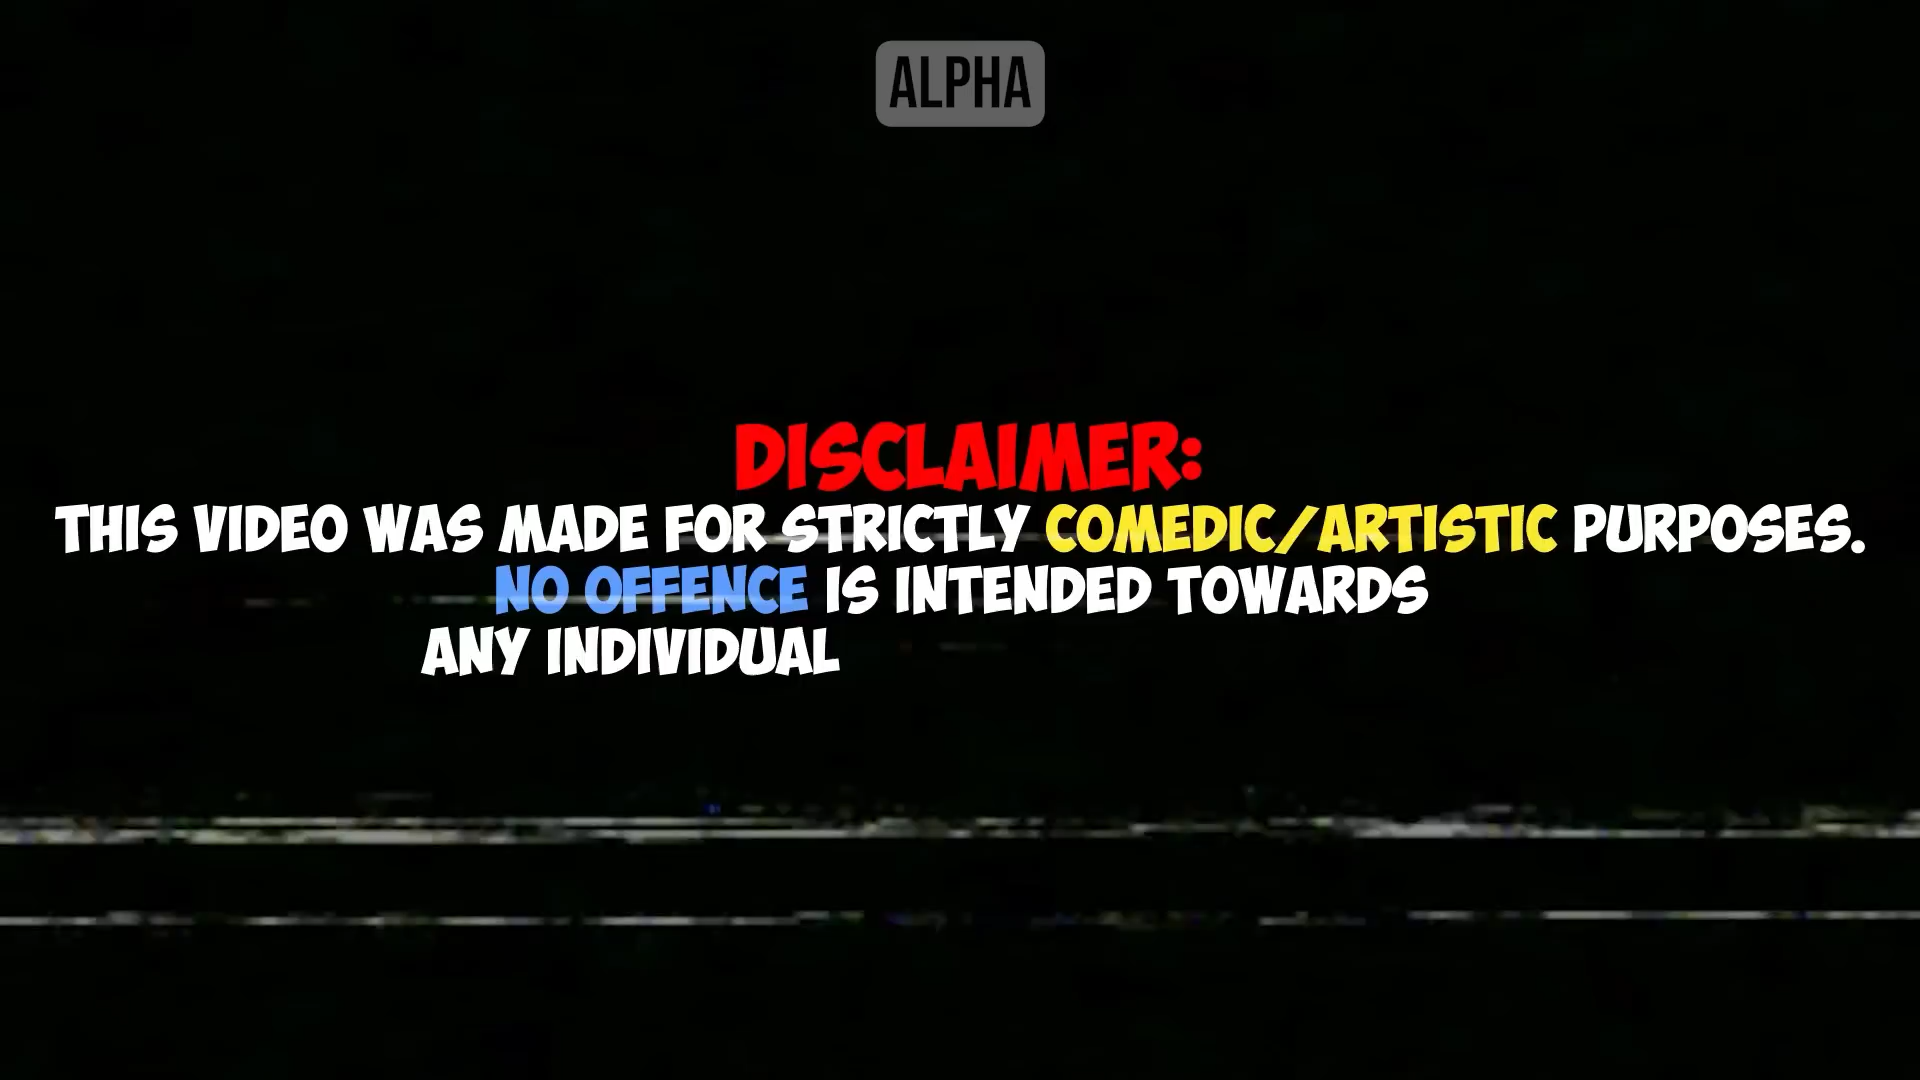 ALPHA
DISCLAIMER:
THIS VIDEO WAS MADE FOR STRICTLY COMEDIC/ARTISTIC PURPOSES.
NO OFFENCE IS INTENDED TOWARDS
ANY INDIVIDUAL